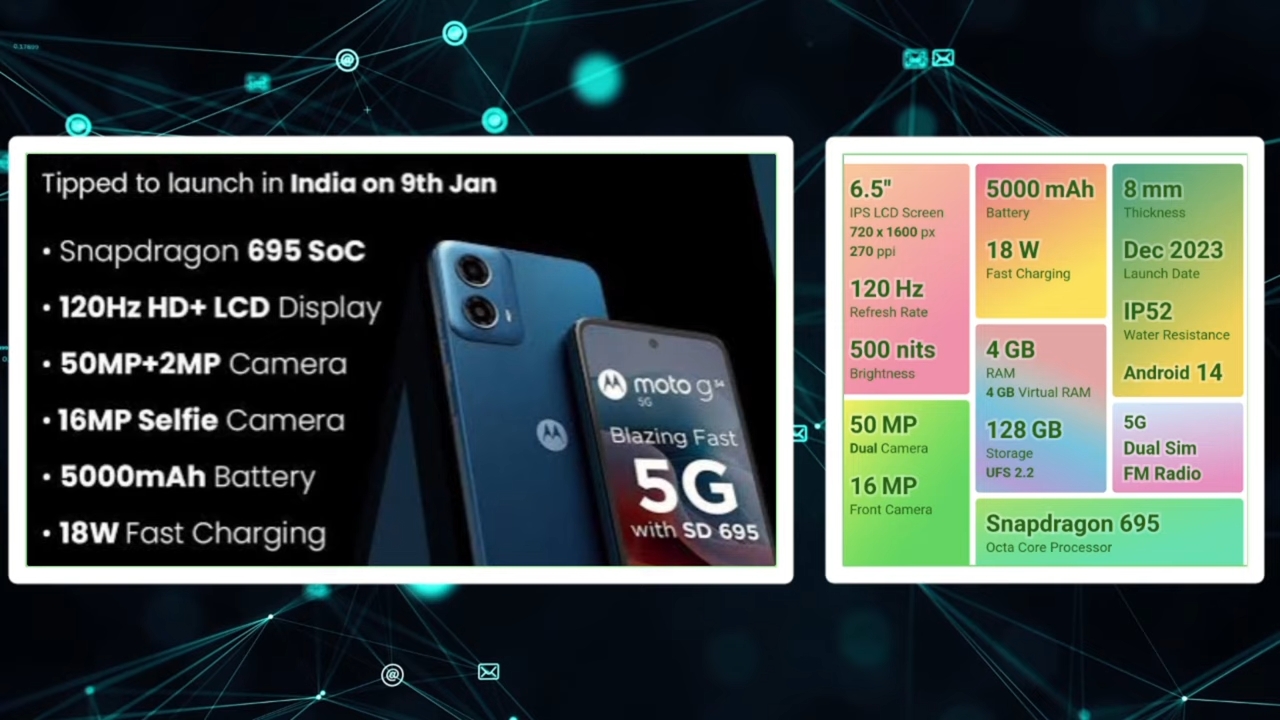 Tipped to launch in India on 9th Jan
• Snapdragon 695 SoC
• 120Hz HD+ LCD Display
• 50MP+2MP Camera
• 16MP Selfie Camera
• 5000mAh Battery
• 18W Fast Charging
moto g34
5G
Blazing Fast
5G
with SD 695
6.5"
IPS LCD Screen
720 x 1600 px
270 ppi
120 Hz
Refresh Rate
500 nits
Brightness
50 MP
Dual Camera
16 MP
Front Camera
5000 mAh
Battery
18 W
Fast Charging
4 GB
RAM
4 GB Virtual RAM
128 GB
Storage
UFS 2.2
8 mm
Thickness
Dec 2023
Launch Date
IP52
Water Resistance
Android 14
5G
Dual Sim
FM Radio
Snapdragon 695
Octa Core Processor